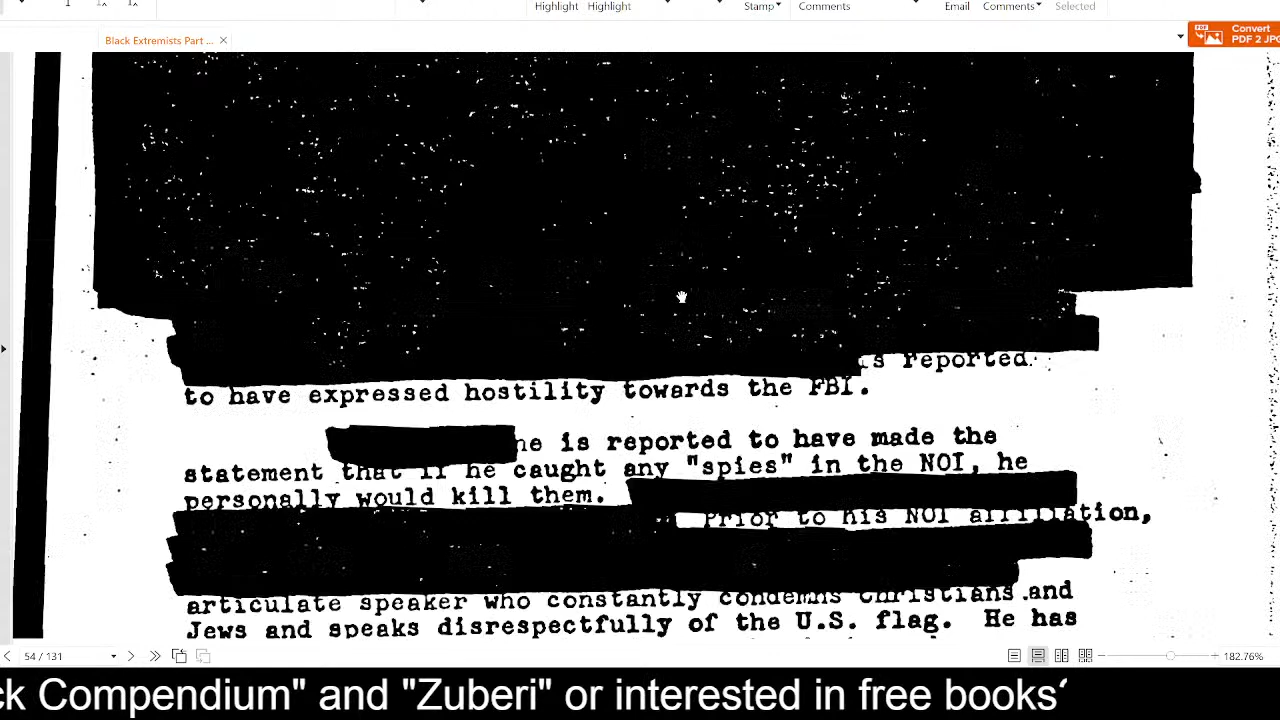 Highlight Highlight Stamp Comments Email Comments Selected
Black Extremists Part ...
Convert
PDF 2 JPG
is reported
to have expressed hostility towards the FBI.
he is reported to have made the
statement that if he caught any "spies" in the NOI, he
personally would kill them.
Prior to his NOI affiliation,
articulate speaker who constantly condemns Christians and
Jews and speaks disrespectfully of the U.S. flag. He has
54 / 131
182.76%
ck Compendium" and "Zuberi" or interested in free books